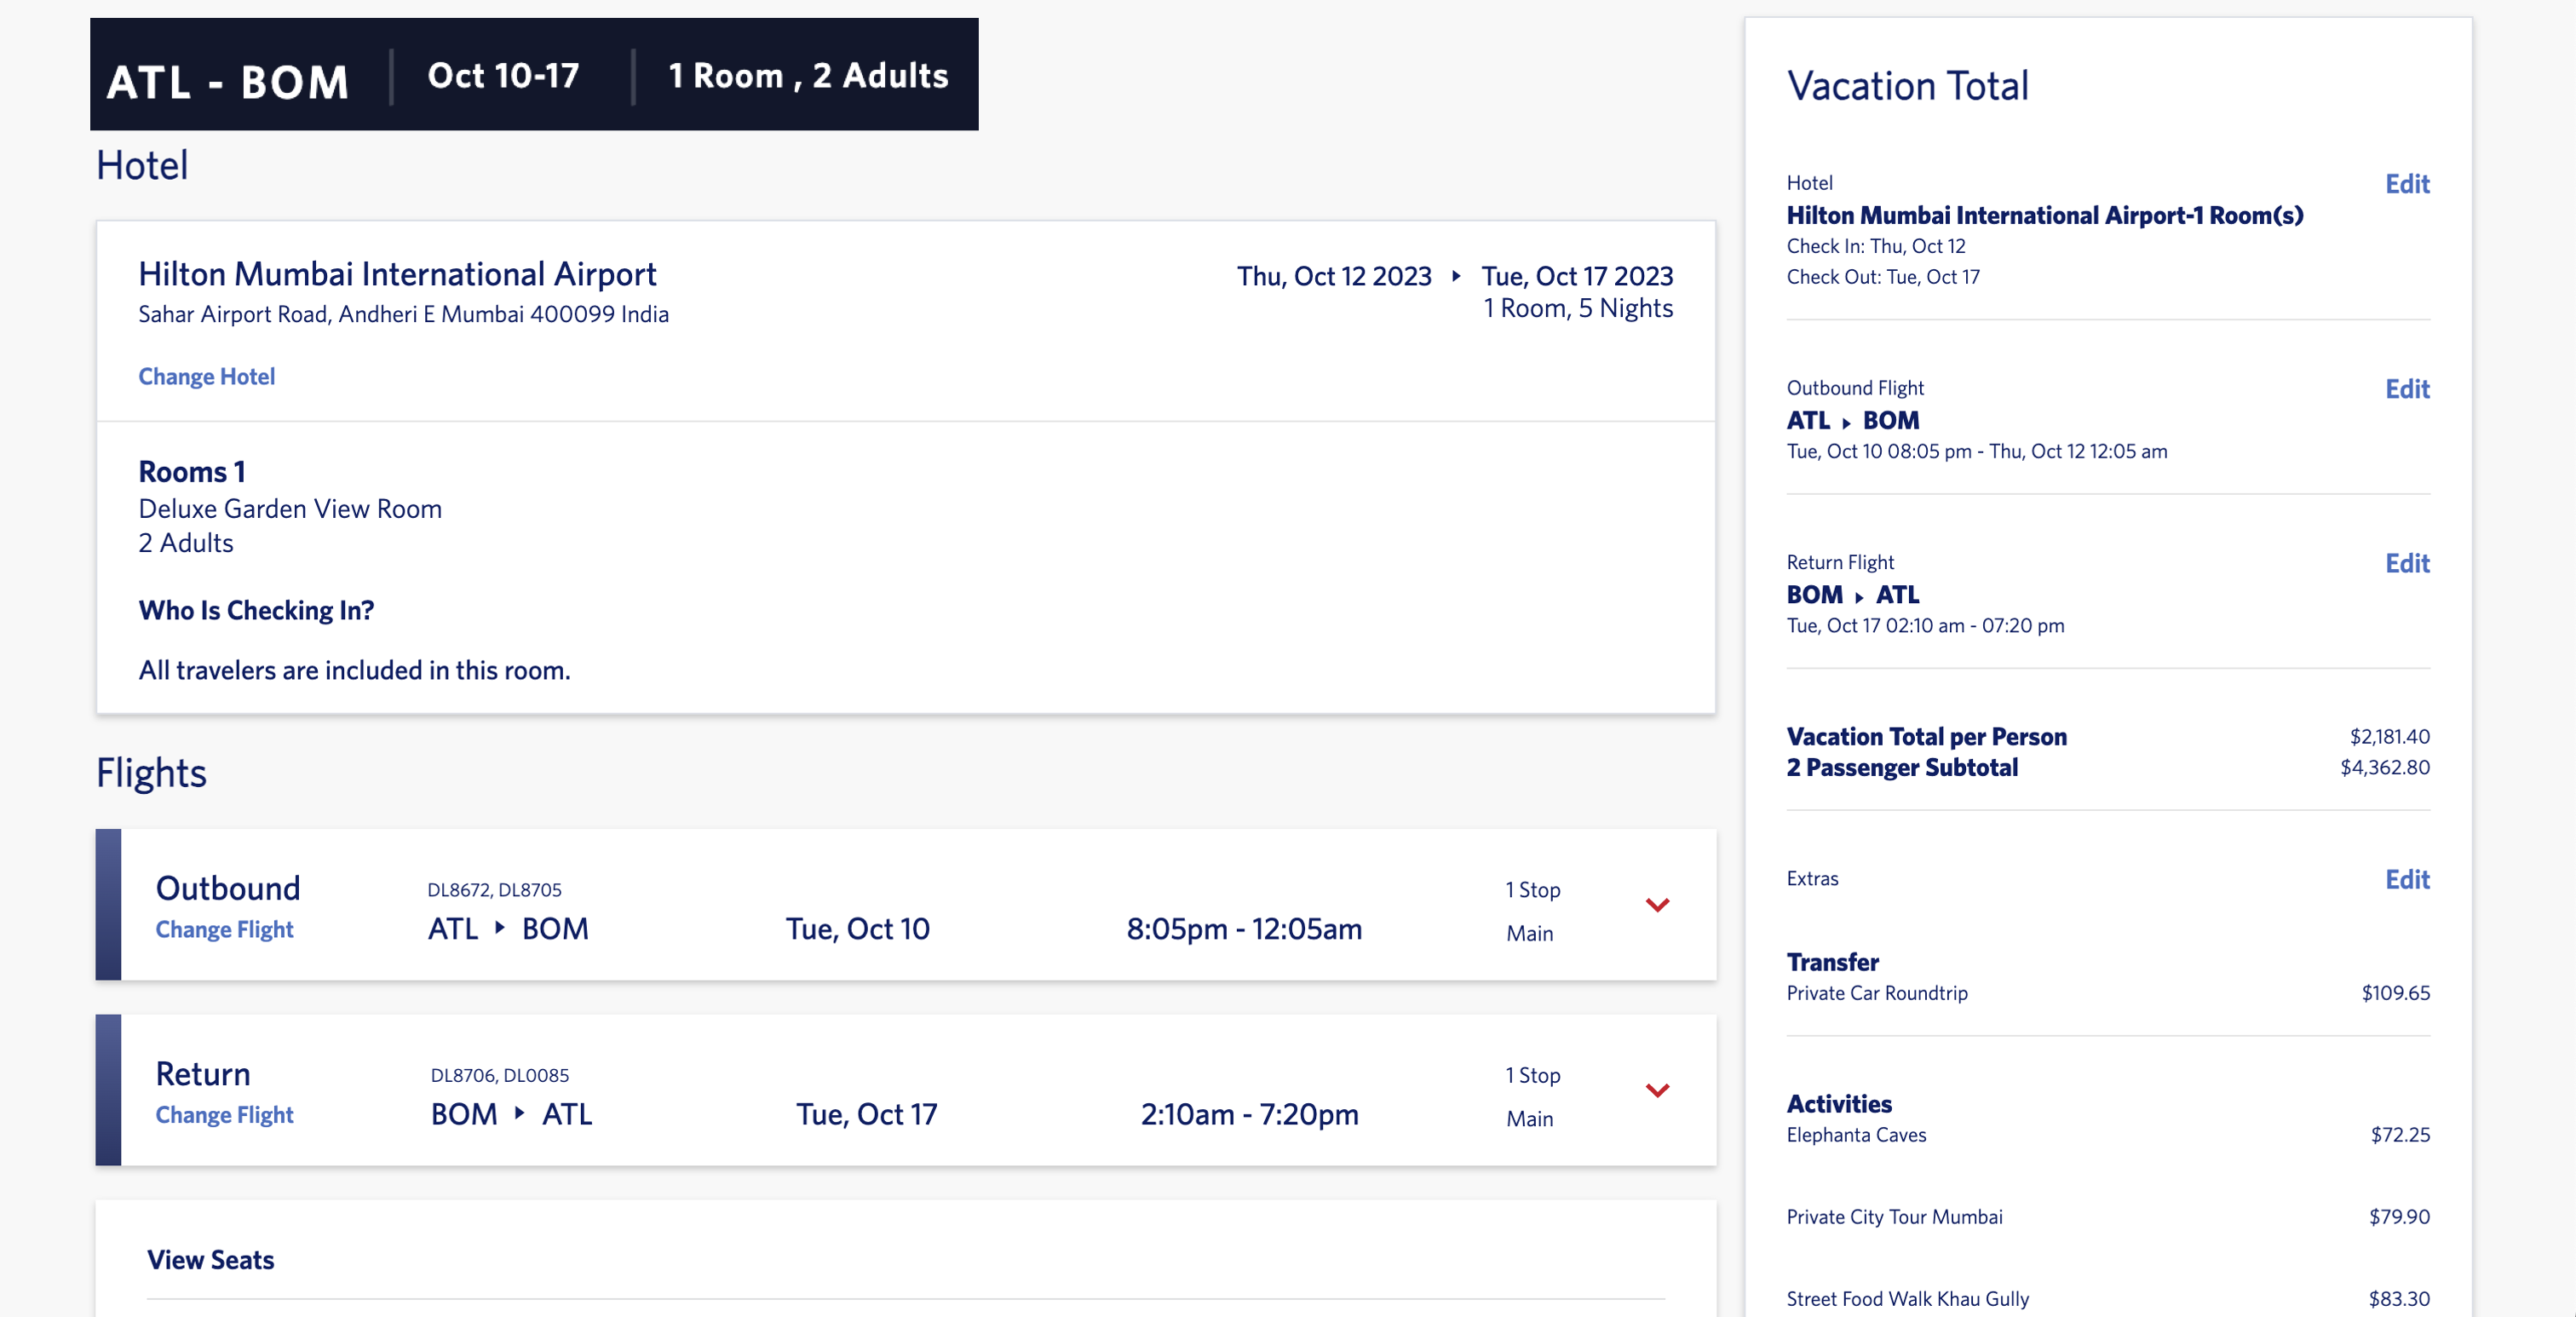 ATL - BOM
Oct 10-17
1 Room , 2 Adults
Hotel
Hilton Mumbai International Airport
Sahar Airport Road, Andheri E Mumbai 400099 India
Thu, Oct 12 2023 ▸ Tue, Oct 17 2023
1 Room, 5 Nights
Change Hotel
Rooms 1
Deluxe Garden View Room
2 Adults
Who Is Checking In?
All travelers are included in this room.
Flights
Outbound
Change Flight
DL8672, DL8705
ATL ▸ BOM
Tue, Oct 10
8:05pm - 12:05am
1 Stop
Main
Return
Change Flight
DL8706, DL0085
BOM ▸ ATL
Tue, Oct 17
2:10am - 7:20pm
1 Stop
Main
View Seats
Vacation Total
Hotel
Edit
Hilton Mumbai International Airport-1 Room(s)
Check In: Thu, Oct 12
Check Out: Tue, Oct 17
Outbound Flight
Edit
ATL ▸ BOM
Tue, Oct 10 08:05 pm - Thu, Oct 12 12:05 am
Return Flight
Edit
BOM ▸ ATL
Tue, Oct 17 02:10 am - 07:20 pm
Vacation Total per Person $2,181.40
2 Passenger Subtotal $4,362.80
Extras
Edit
Transfer
Private Car Roundtrip $109.65
Activities
Elephanta Caves $72.25
Private City Tour Mumbai $79.90
Street Food Walk Khau Gully $83.30